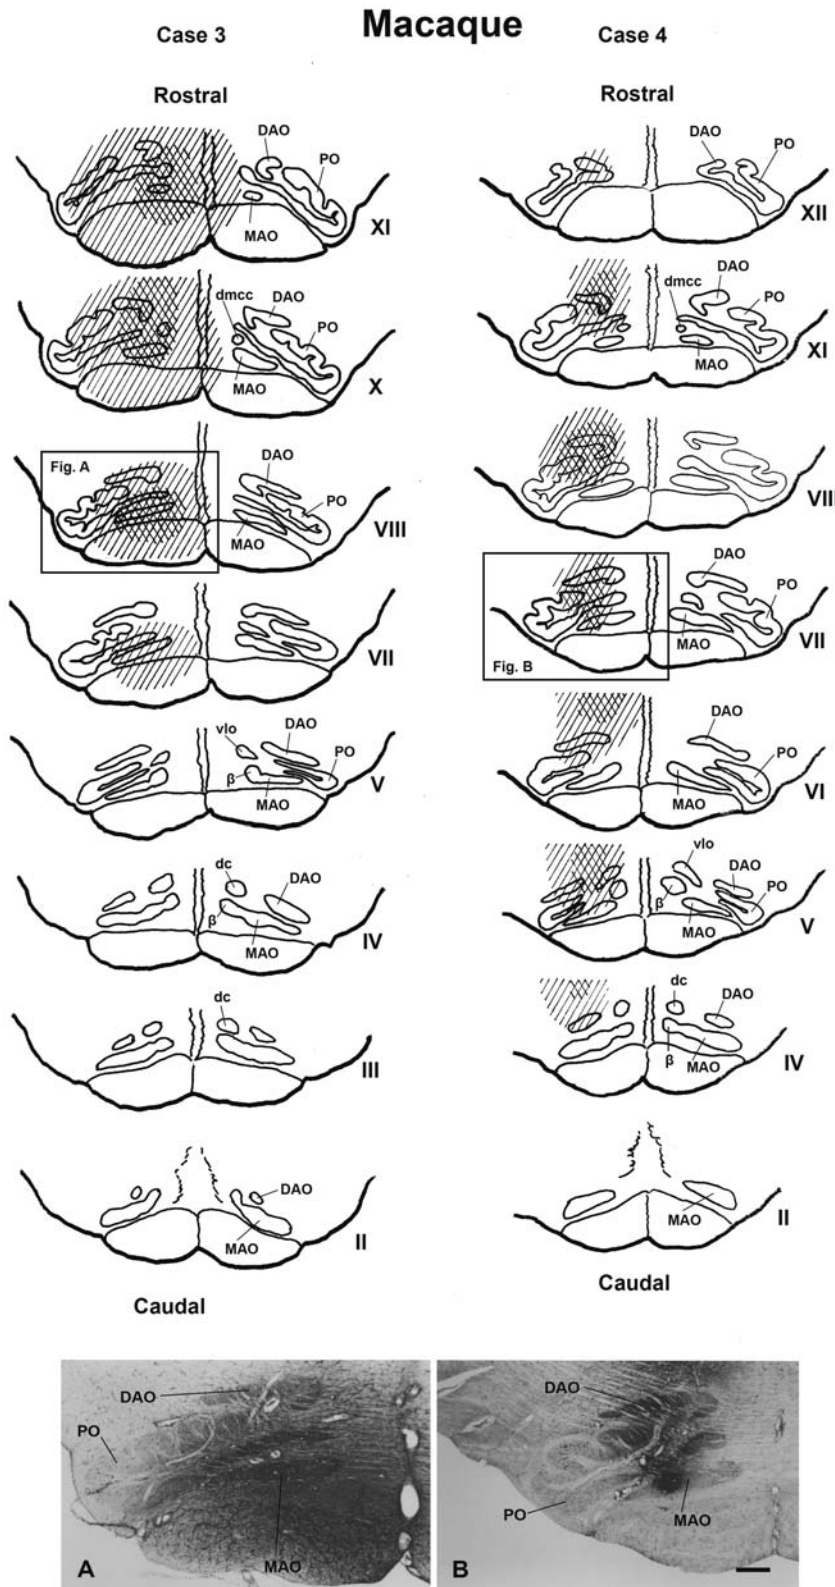 Macaque
Case 3
Case 4
Rostral
Rostral
DAO
PO
MAO
XI
DAO
PO
XII
dmcc
DAO
PO
MAO
X
dmcc
DAO
PO
MAO
XI
Fig. A
DAO
PO
MAO
VIII
VIII
VII
Fig. B
DAO
PO
MAO
VII
vlo
DAO
PO
β
MAO
V
DAO
PO
MAO
VI
dc
DAO
β
MAO
IV
vlo
DAO
PO
β
MAO
V
dc
DAO
III
dc
DAO
β
MAO
IV
DAO
MAO
II
MAO
II
Caudal
Caudal
DAO
PO
MAO
A
DAO
PO
MAO
B